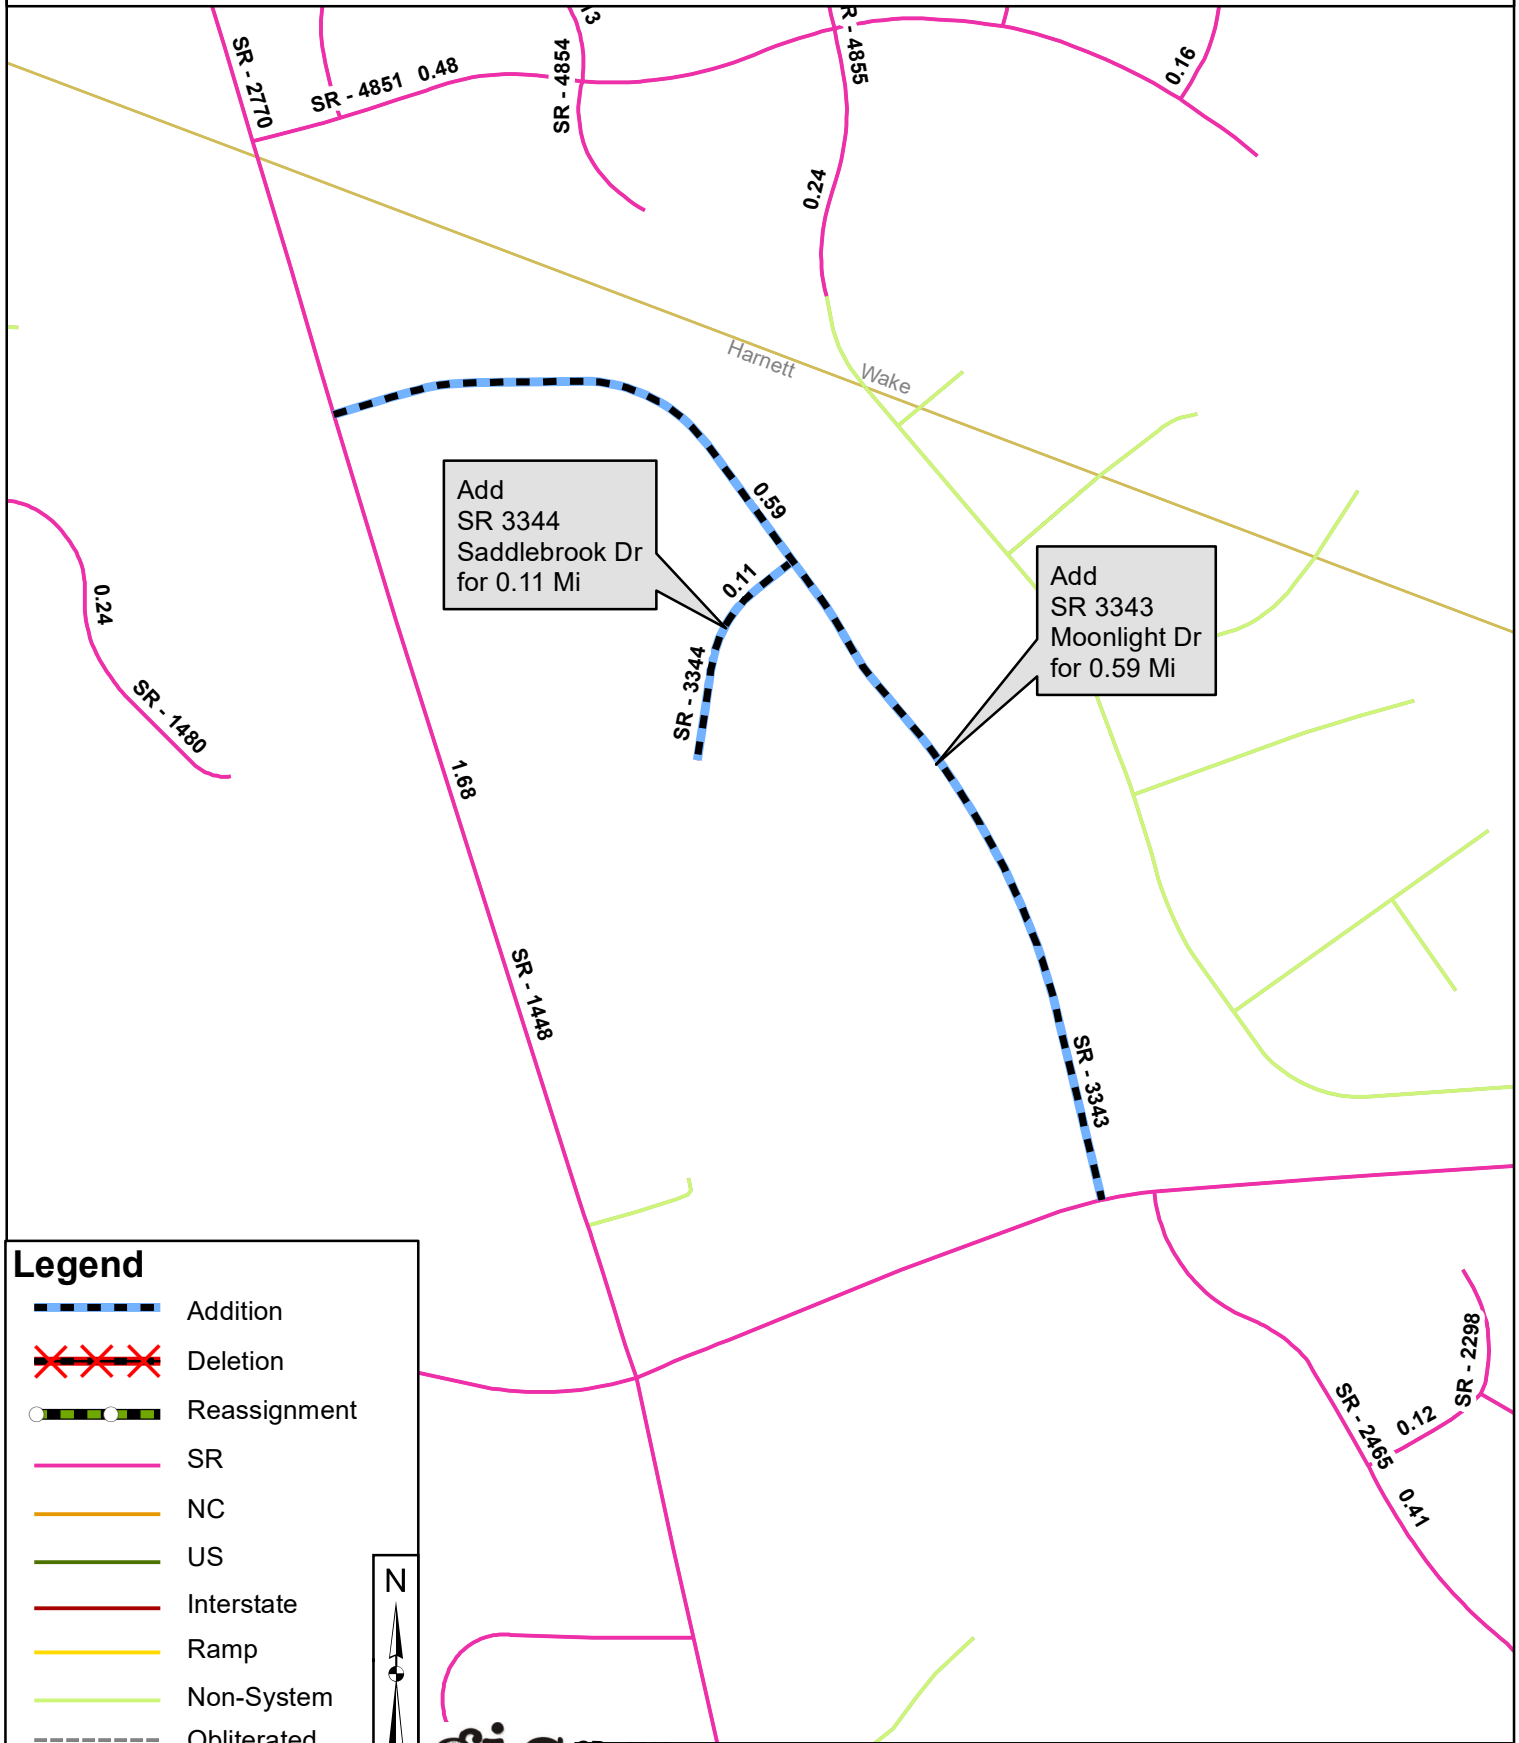 SR - 2770
SR - 4851 0.48
SR - 4854
13
R - 4855
0.16
0.24
Harnett
Wake
0.59
Add
SR 3344
Saddlebrook Dr
for 0.11 Mi
0.11
SR - 3344
Add
SR 3343
Moonlight Dr
for 0.59 Mi
0.24
SR - 1480
1.68
SR - 1448
SR - 3343
SR - 2298
0.12
SR - 2465
0.41
Legend
Addition
Deletion
Reassignment
SR
NC
US
Interstate
Ramp
Non-System
Obliterated
N